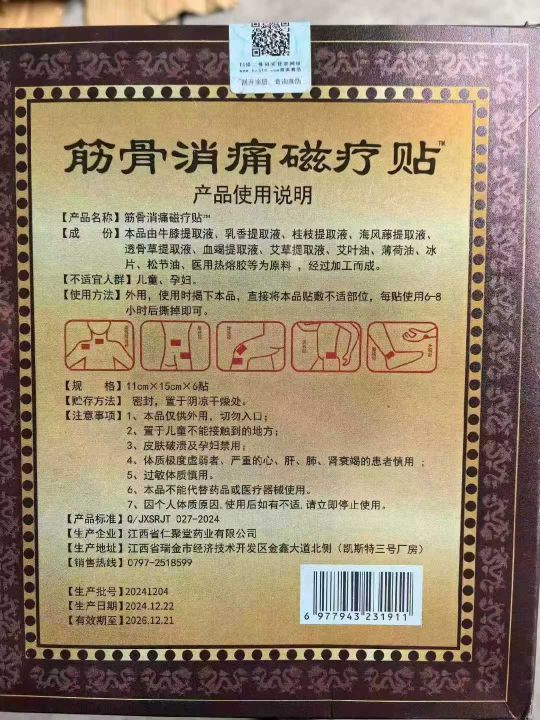 筋骨消痛磁疗贴™
产品使用说明
【产品名称】筋骨消痛磁疗贴™
【成　份】本品由牛膝提取液、乳香提取液、桂枝提取液、海风藤提取液、
透骨草提取液、血竭提取液、艾草提取液、艾叶油、薄荷油、冰
片、松节油、医用热熔胶等为原料，经过加工而成。
【不适宜人群】儿童、孕妇。
【使用方法】外用，使用时揭下本品，直接将本品贴敷不适部位，每贴使用6-8
小时后撕掉即可。
【规　格】11cm×15cm×6贴
【贮存方法】密封，置于阴凉干燥处。
【注意事项】1、本品仅供外用，切勿入口；
2、置于儿童不能接触到的地方；
3、皮肤破溃及孕妇禁用；
4、体质极度虚弱者、严重的心、肝、肺、肾衰竭的患者慎用；
5、过敏体质慎用。
6、本品不能代替药品或医疗器械使用。
7、因个人体质原因,使用后如有不适,请立即停止使用。
【产品标准】Q/JXSRJT 027-2024
【生产企业】江西省仁聚堂药业有限公司
【生产地址】江西省瑞金市经济技术开发区金鑫大道北侧（凯斯特三号厂房）
【销售热线】0797-2518599
【生产批号】20241204
【生产日期】2024.12.22
【有效期至】2026.12.21
6 977943 231911